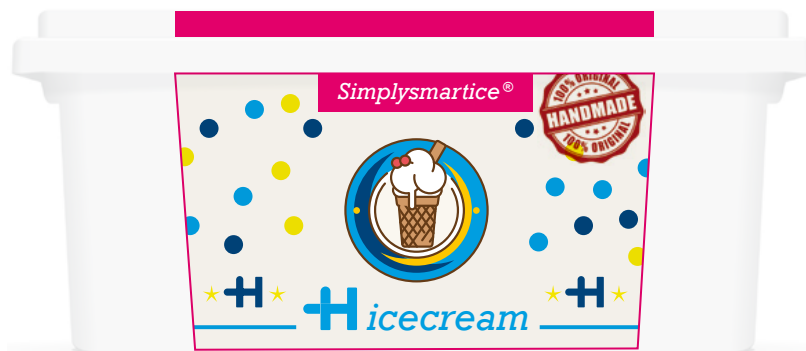 Simplysmartice®
100% ORIGINAL
HANDMADE
100% ORIGINAL
H
H
H icecream